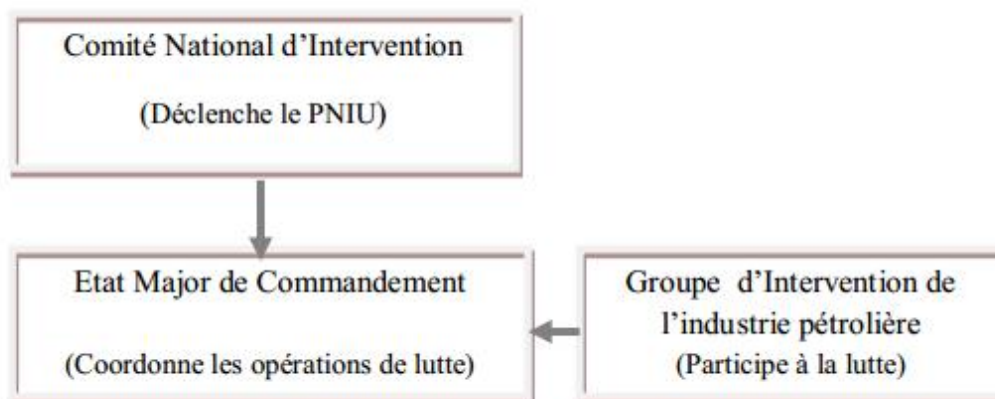 Comité National d’Intervention
(Déclenche le PNIU)
Etat Major de Commandement
(Coordonne les opérations de lutte)
Groupe d’Intervention de
l’industrie pétrolière
(Participe à la lutte)